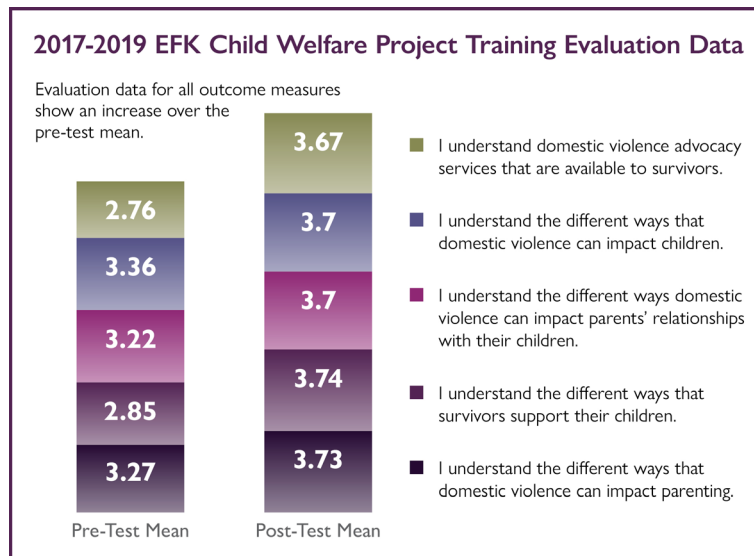 2017-2019 EFK Child Welfare Project Training Evaluation Data
Evaluation data for all outcome measures
show an increase over the
pre-test mean.
2.76
3.36
3.22
2.85
3.27
Pre-Test Mean
3.67
3.7
3.7
3.74
3.73
Post-Test Mean
I understand domestic violence advocacy
services that are available to survivors.
I understand the different ways that
domestic violence can impact children.
I understand the different ways domestic
violence can impact parents’ relationships
with their children.
I understand the different ways that
survivors support their children.
I understand the different ways that
domestic violence can impact parenting.